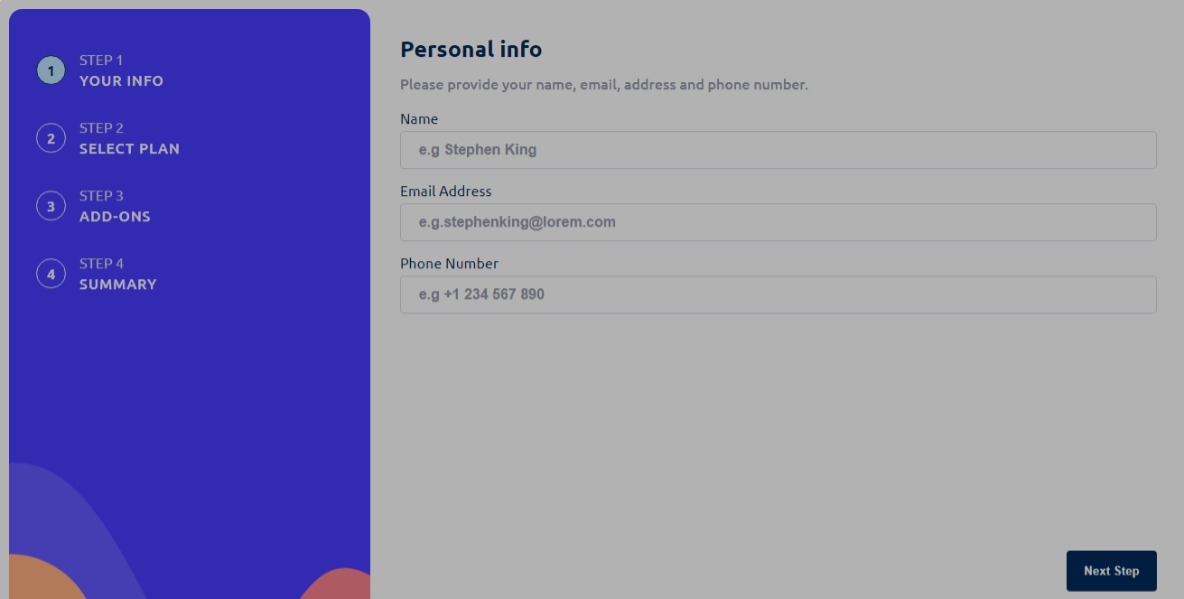 1
STEP 1
YOUR INFO
2
STEP 2
SELECT PLAN
3
STEP 3
ADD-ONS
4
STEP 4
SUMMARY
Personal info
Please provide your name, email, address and phone number.
Name
e.g Stephen King
Email Address
e.g.stephenking@lorem.com
Phone Number
e.g +1 234 567 890
Next Step